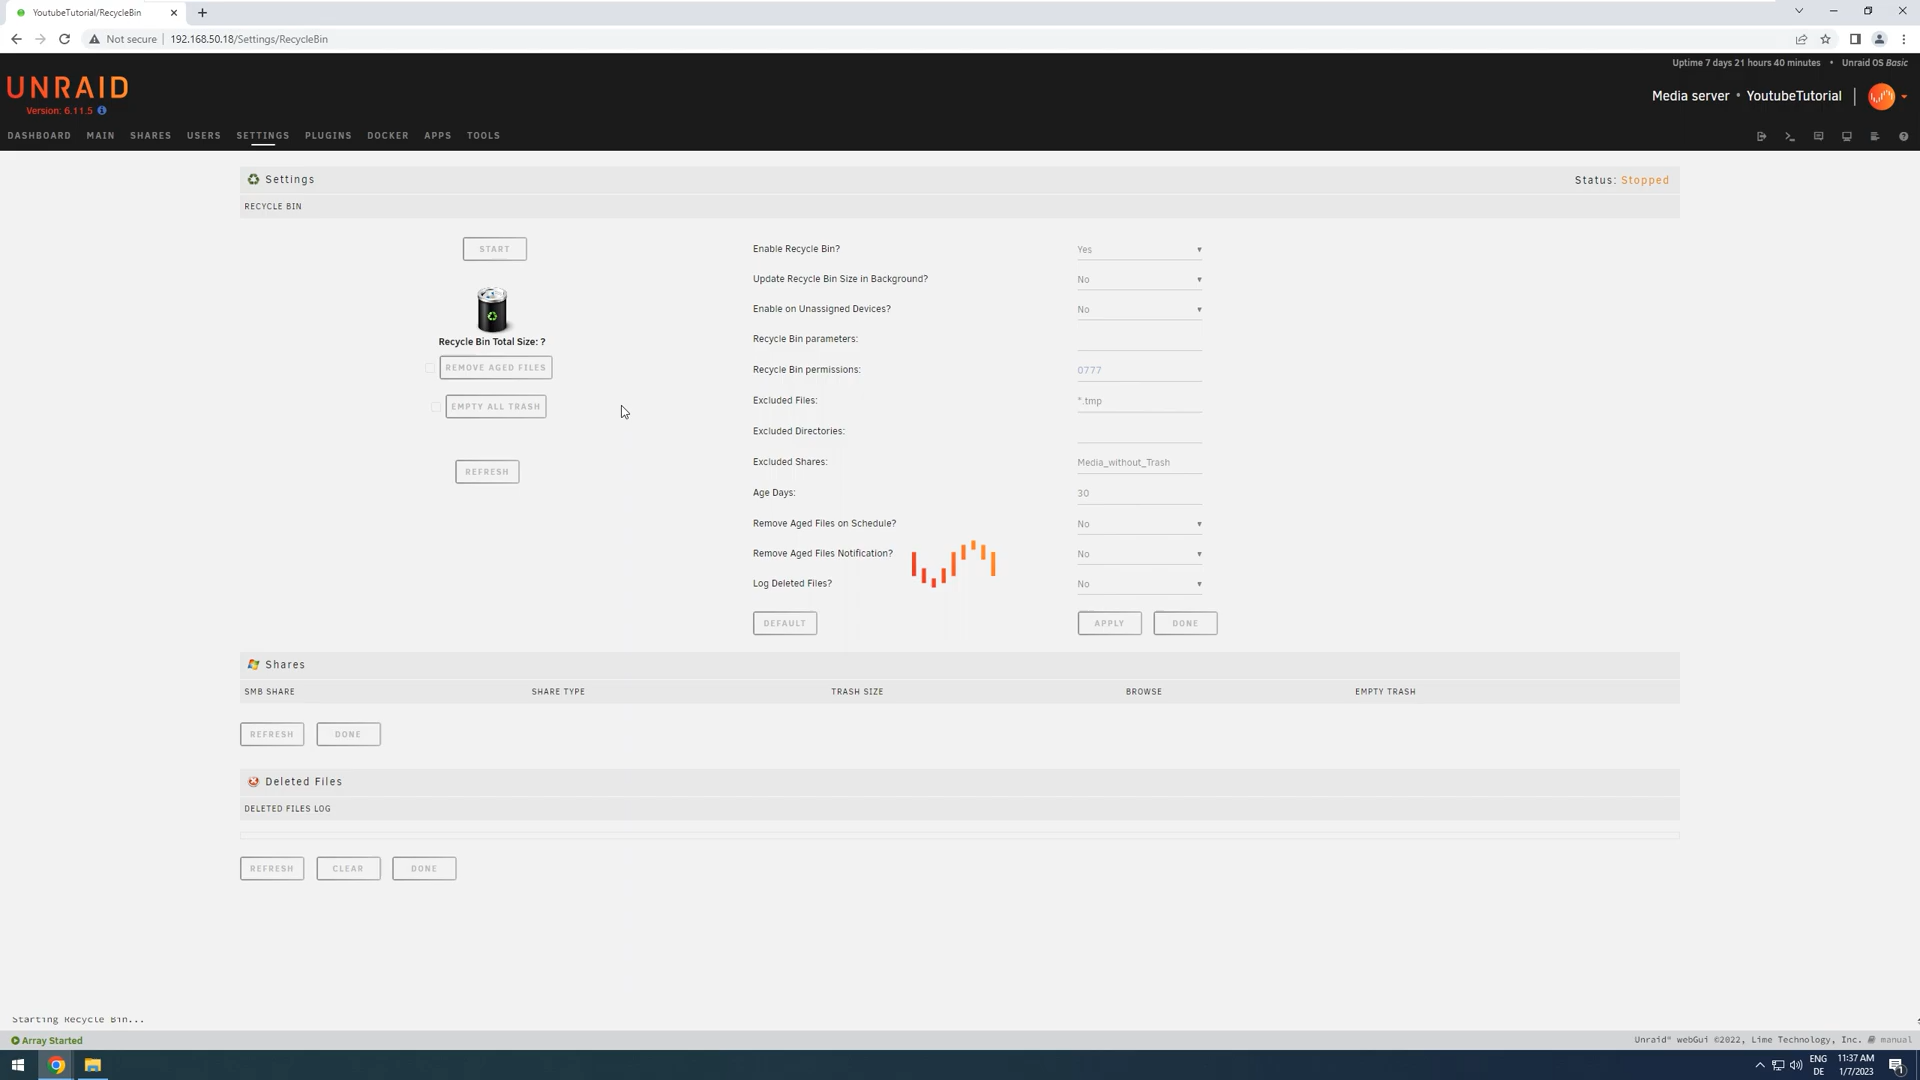 YoutubeTutorial/RecycleBin
Not secure 192.168.50.18/Settings/RecycleBin
Uptime 7 days 21 hours 40 minutes • Unraid OS Basic
UNRAID
Version: 6.11.5
Media server • YoutubeTutorial
DASHBOARD MAIN SHARES USERS SETTINGS PLUGINS DOCKER APPS TOOLS
Settings
Status: Stopped
RECYCLE BIN
START
Recycle Bin Total Size: ?
REMOVE AGED FILES
EMPTY ALL TRASH
REFRESH
Enable Recycle Bin? Yes
Update Recycle Bin Size in Background? No
Enable on Unassigned Devices? No
Recycle Bin parameters:
Recycle Bin permissions: 0777
Excluded Files: *.tmp
Excluded Directories:
Excluded Shares: Media_without_Trash
Age Days: 30
Remove Aged Files on Schedule? No
Remove Aged Files Notification? No
Log Deleted Files? No
DEFAULT APPLY DONE
Shares
SMB SHARE SHARE TYPE TRASH SIZE BROWSE EMPTY TRASH
REFRESH DONE
Deleted Files
DELETED FILES LOG
REFRESH CLEAR DONE
Starting Recycle Bin...
Array Started
Unraid® webGui ©2022, Lime Technology, Inc. manual
ENG 11:37 AM
DE 1/7/2023
1